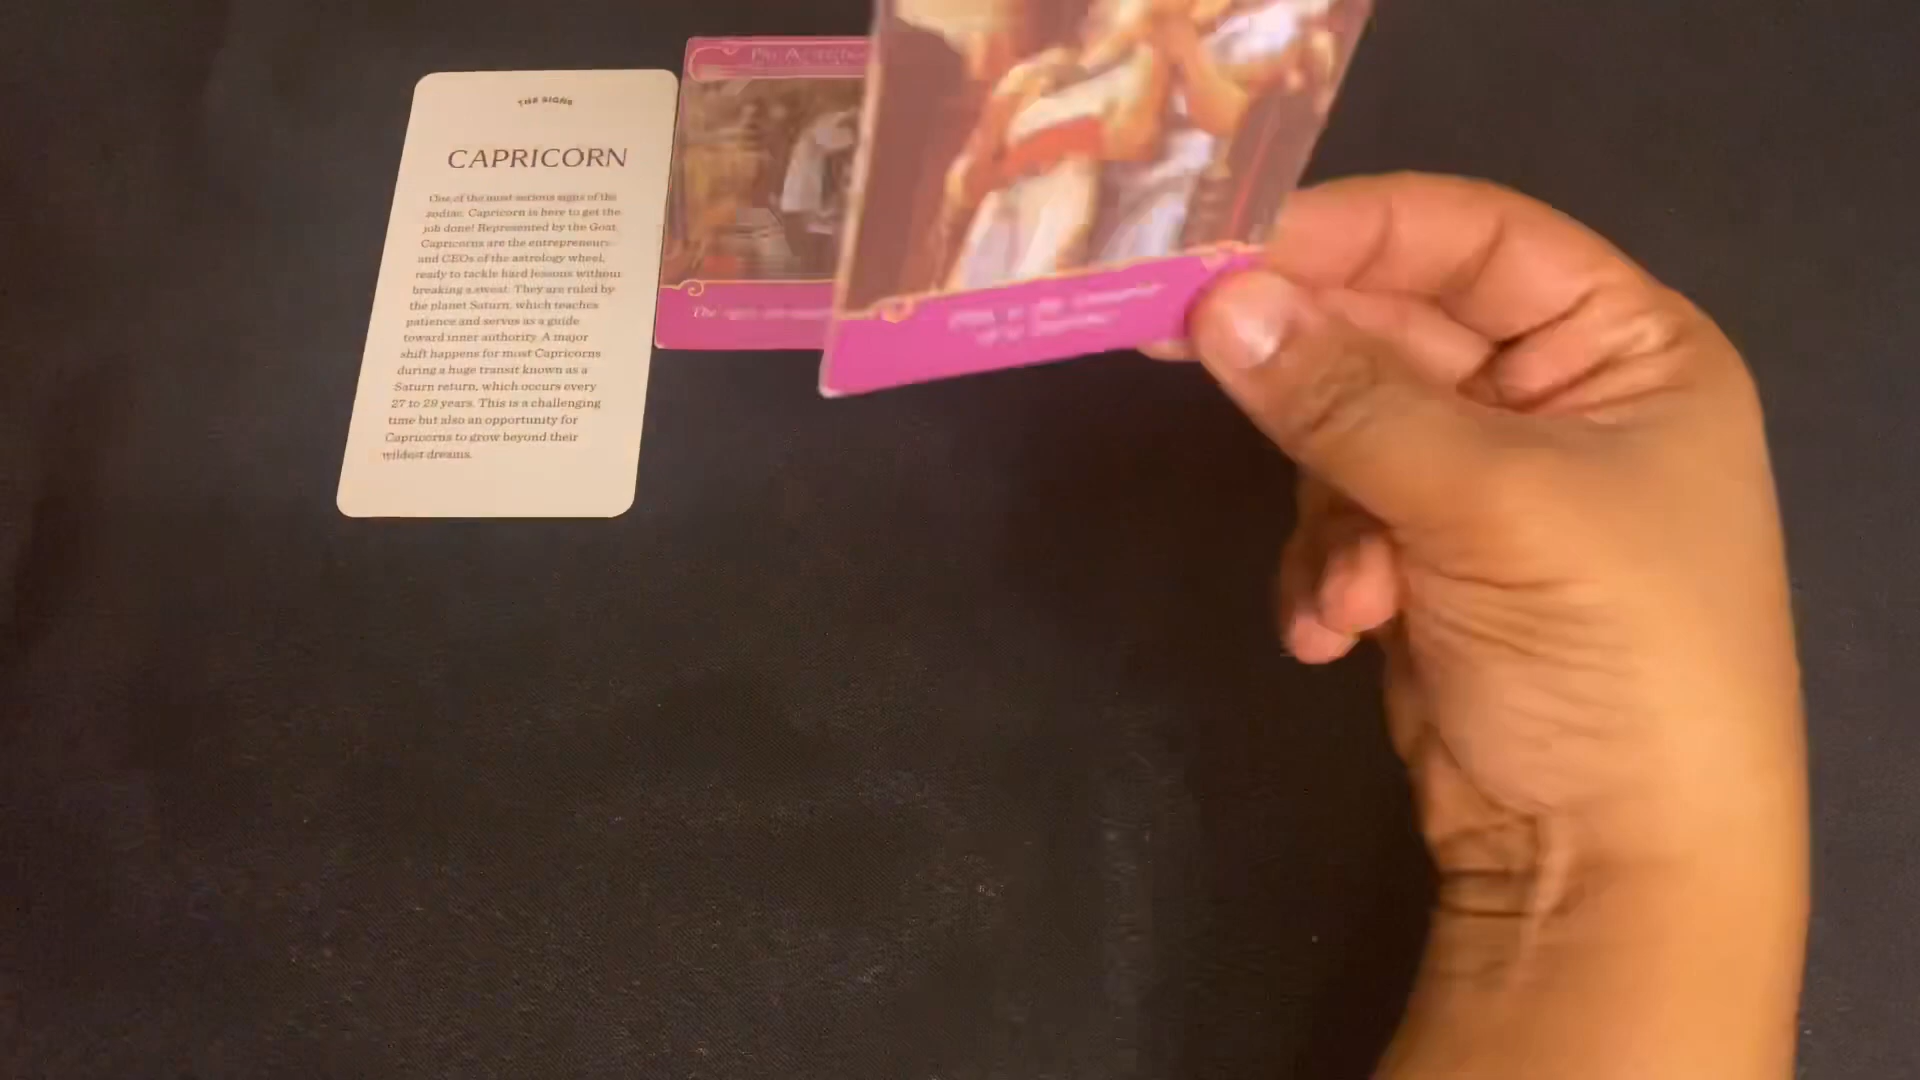 THE SIGNS
CAPRICORN
One of the most serious signs of the
zodiac, Capricorn is here to get the
job done! Represented by the Goat,
Capricorns are the entrepreneurs
and CEOs of the astrology wheel,
ready to tackle hard lessons without
breaking a sweat. They are ruled by
the planet Saturn, which teaches
patience and serves as a guide
toward inner authority. A major
shift happens for most Capricorns
during a huge transit known as a
Saturn return, which occurs every
27 to 29 years. This is a challenging
time but also an opportunity for
Capricorns to grow beyond their
wildest dreams.
The